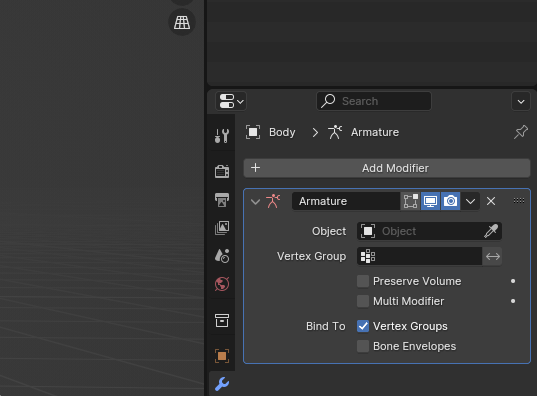 Search
Body > Armature
+ Add Modifier
Armature
Object Object
Vertex Group
Preserve Volume
Multi Modifier
Bind To Vertex Groups
Bone Envelopes